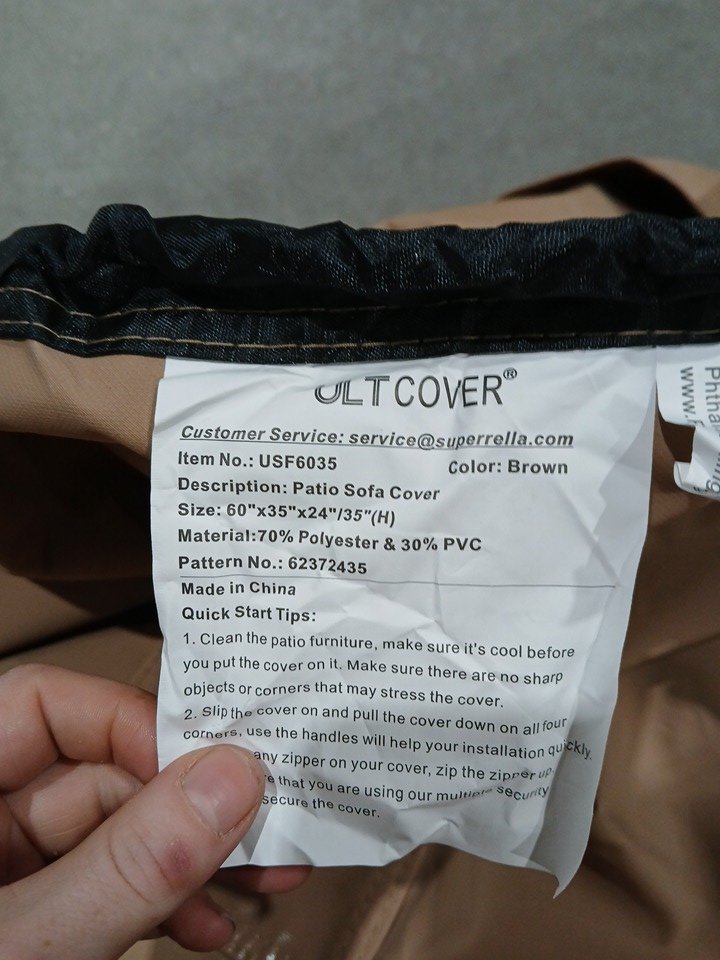 ULTCOVER®
Customer Service: service@superrella.com
Item No.: USF6035 Color: Brown
Description: Patio Sofa Cover
Size: 60"x35"x24"/35"(H)
Material:70% Polyester & 30% PVC
Pattern No.: 62372435
Made in China
Quick Start Tips:
1. Clean the patio furniture, make sure it's cool before
you put the cover on it. Make sure there are no sharp
objects or corners that may stress the cover.
2. Slip the cover on and pull the cover down on all four
corners, use the handles will help your installation quickly.
any zipper on your cover, zip the zipper up.
that you are using our multiple security
secure the cover.
www.